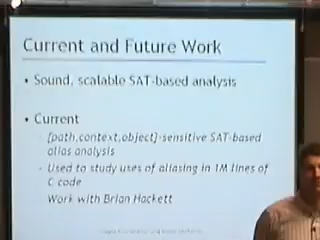 Current and Future Work
• Sound, scalable SAT-based analysis
• Current
- {path,context,object}-sensitive SAT-based
alias analysis
- Used to study uses of aliasing in 1M lines of
C code
Work with Brian Hackett